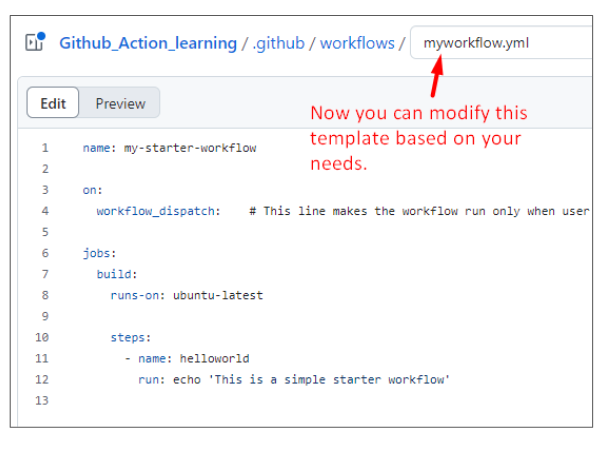 Github_Action_learning / .github / workflows / myworkflow.yml
Edit Preview
Now you can modify this
template based on your
needs.
1 name: my-starter-workflow
2
3 on:
4 workflow_dispatch: # This line makes the workflow run only when user
5
6 jobs:
7 build:
8 runs-on: ubuntu-latest
9
10 steps:
11 - name: helloworld
12 run: echo 'This is a simple starter workflow'
13